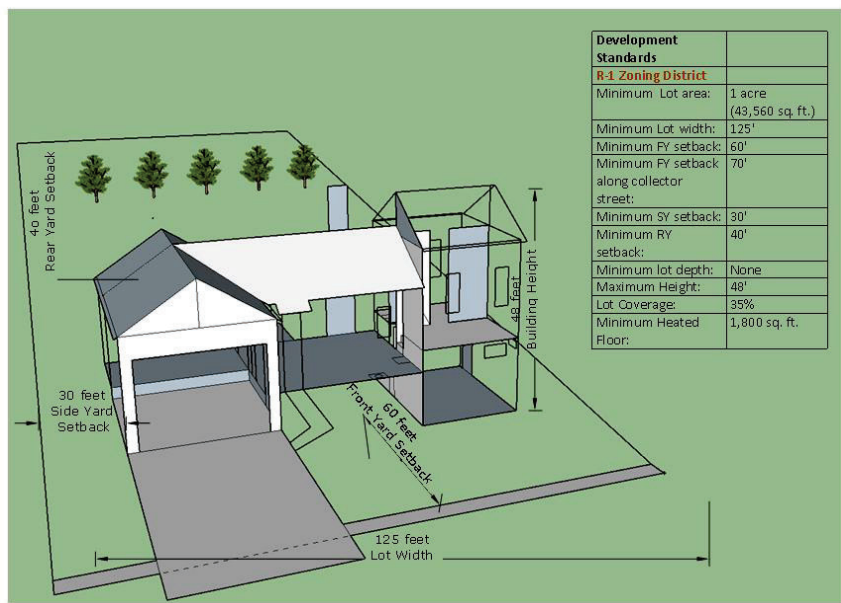 Development
Standards
R-1 Zoning District
Minimum Lot area:
1 acre
(43,560 sq. ft.)
Minimum Lot width:
125'
Minimum FY setback:
60'
Minimum FY setback
along collector
street:
70'
Minimum SY setback:
30'
Minimum RY
setback:
40'
Minimum lot depth:
None
Maximum Height:
48'
Lot Coverage:
35%
Minimum Heated
Floor:
1,800 sq. ft.
40 feet
Rear Yard Setback
48 feet
Building Height
30 feet
Side Yard
Setback
60 feet
Front Yard Setback
125 feet
Lot Width